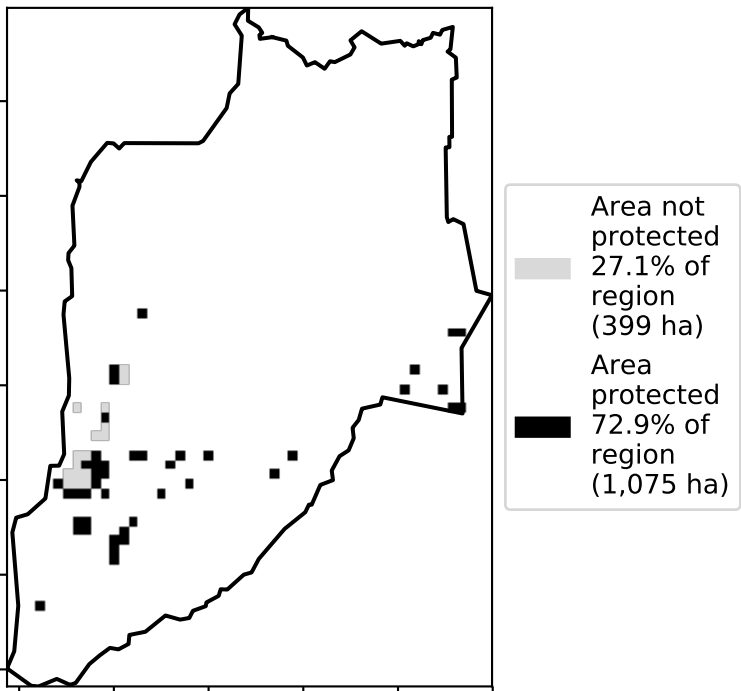 Area not
protected
27.1% of
region
(399 ha)
Area
protected
72.9% of
region
(1,075 ha)